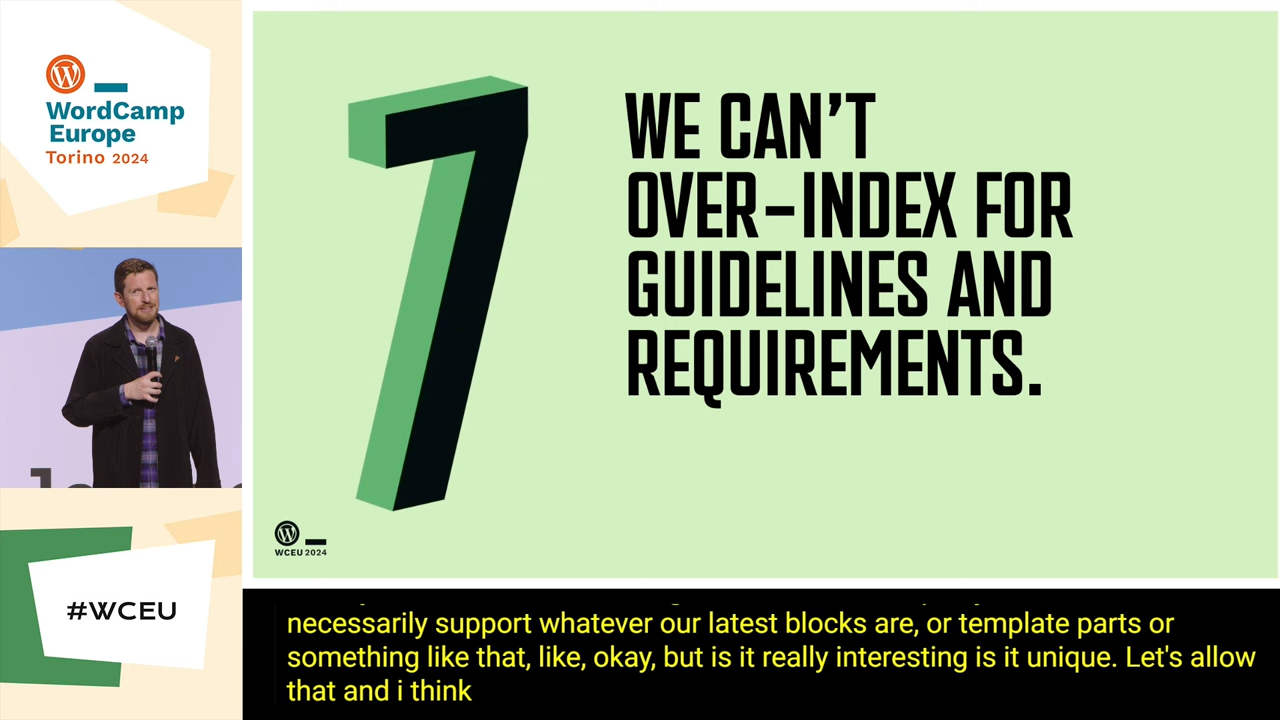 WordCamp
Europe
Torino 2024
7
WE CAN'T
OVER-INDEX FOR
GUIDELINES AND
REQUIREMENTS.
WCEU 2024
#WCEU
necessarily support whatever our latest blocks are, or template parts or
something like that, like, okay, but is it really interesting is it unique. Let's allow
that and i think